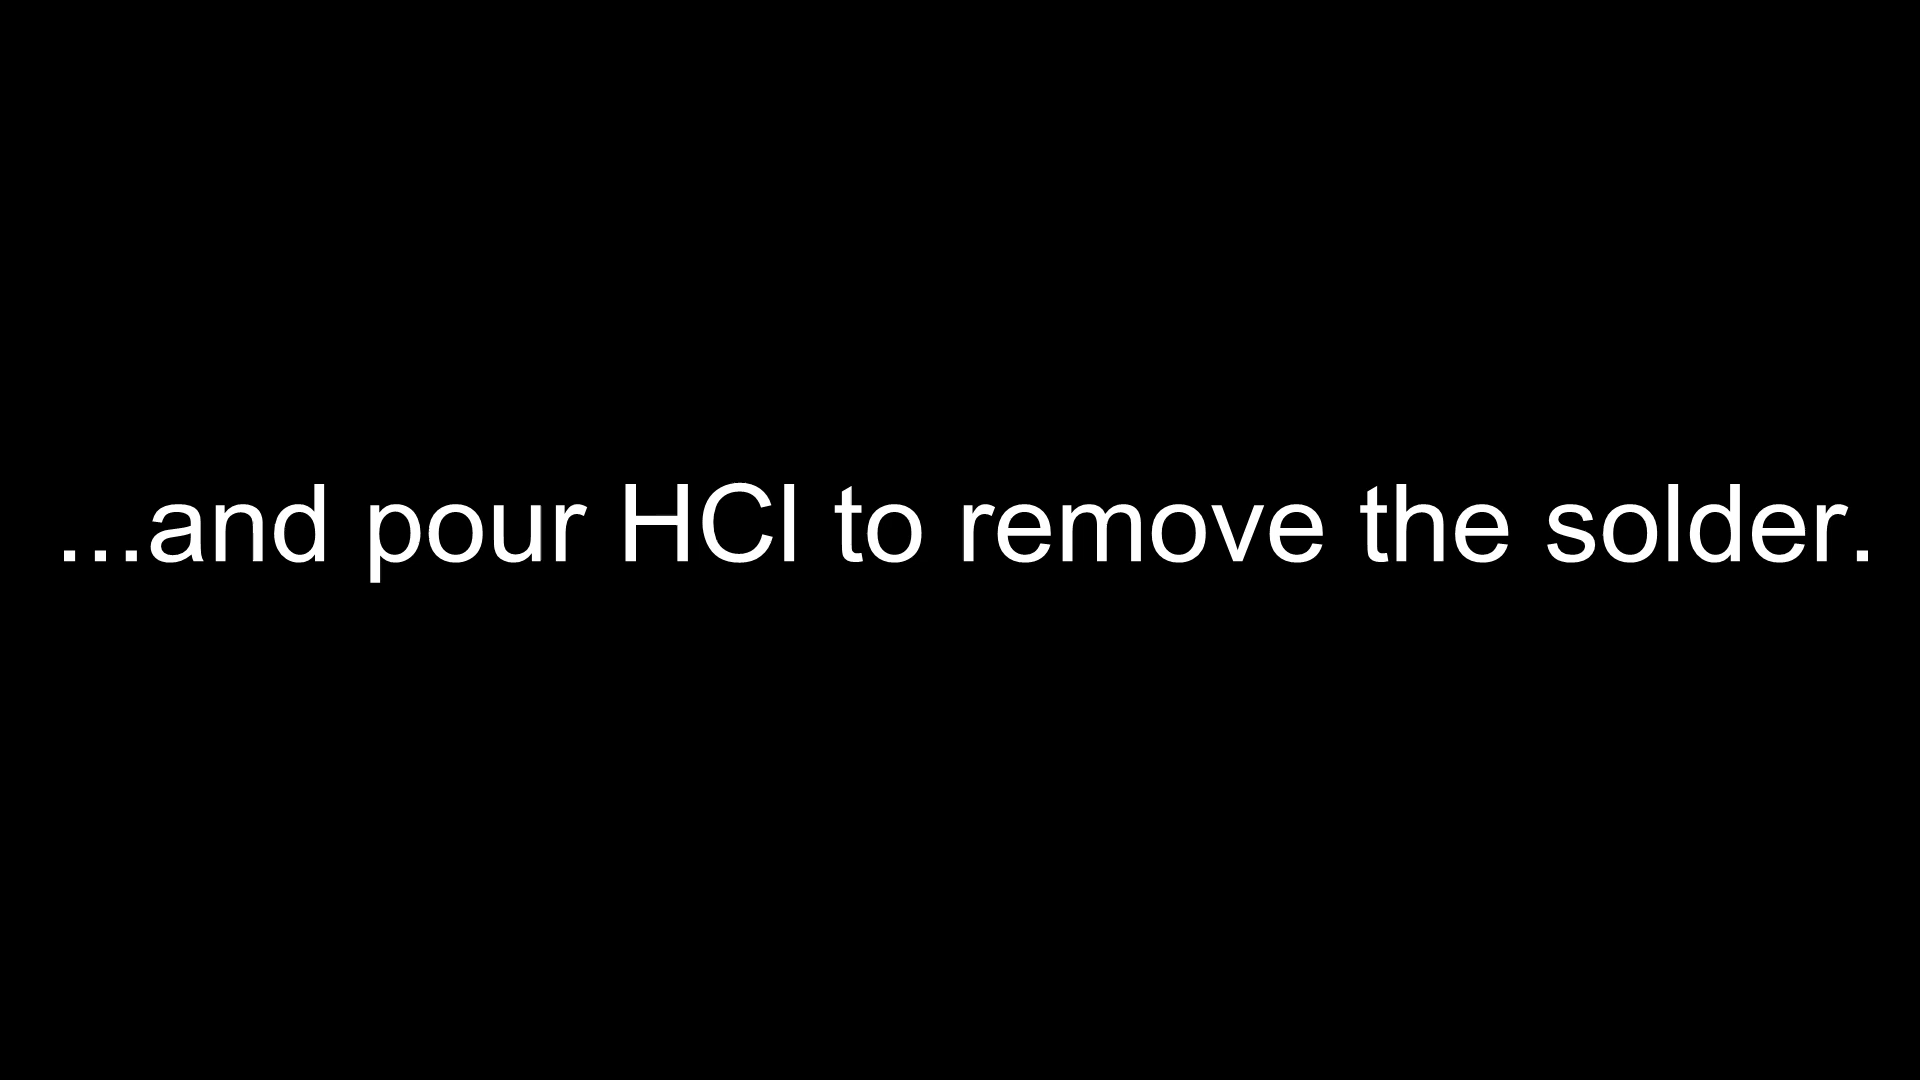 ...and pour HCl to remove the solder.